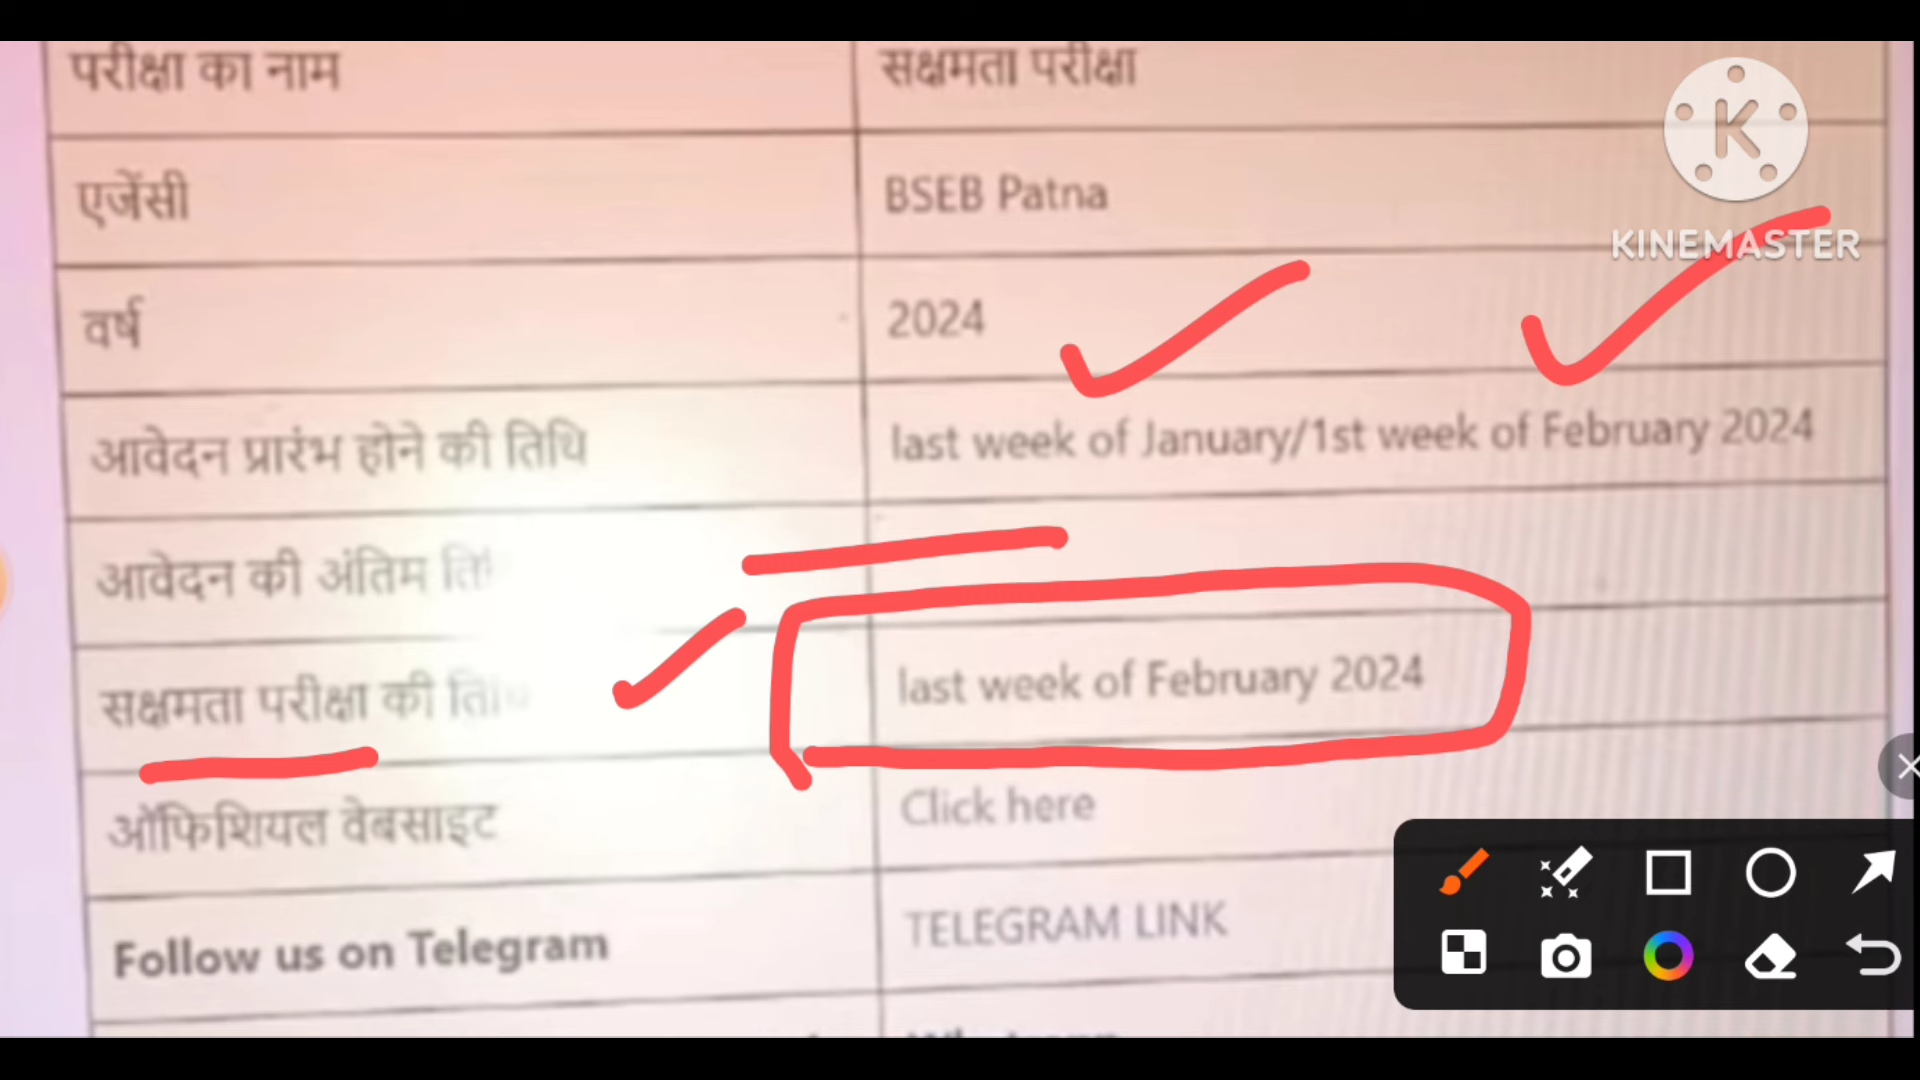 परीक्षा का नाम सक्षमता परीक्षा
K
KINEMASTER
एजेंसी BSEB Patna
वर्ष 2024
आवेदन प्रारंभ होने की तिथि last week of January/1st week of February 2024
आवेदन की अंतिम
सक्षमता परीक्षा की last week of February 2024
ऑफिशियल वेबसाइट Click here
Follow us on Telegram TELEGRAM LINK